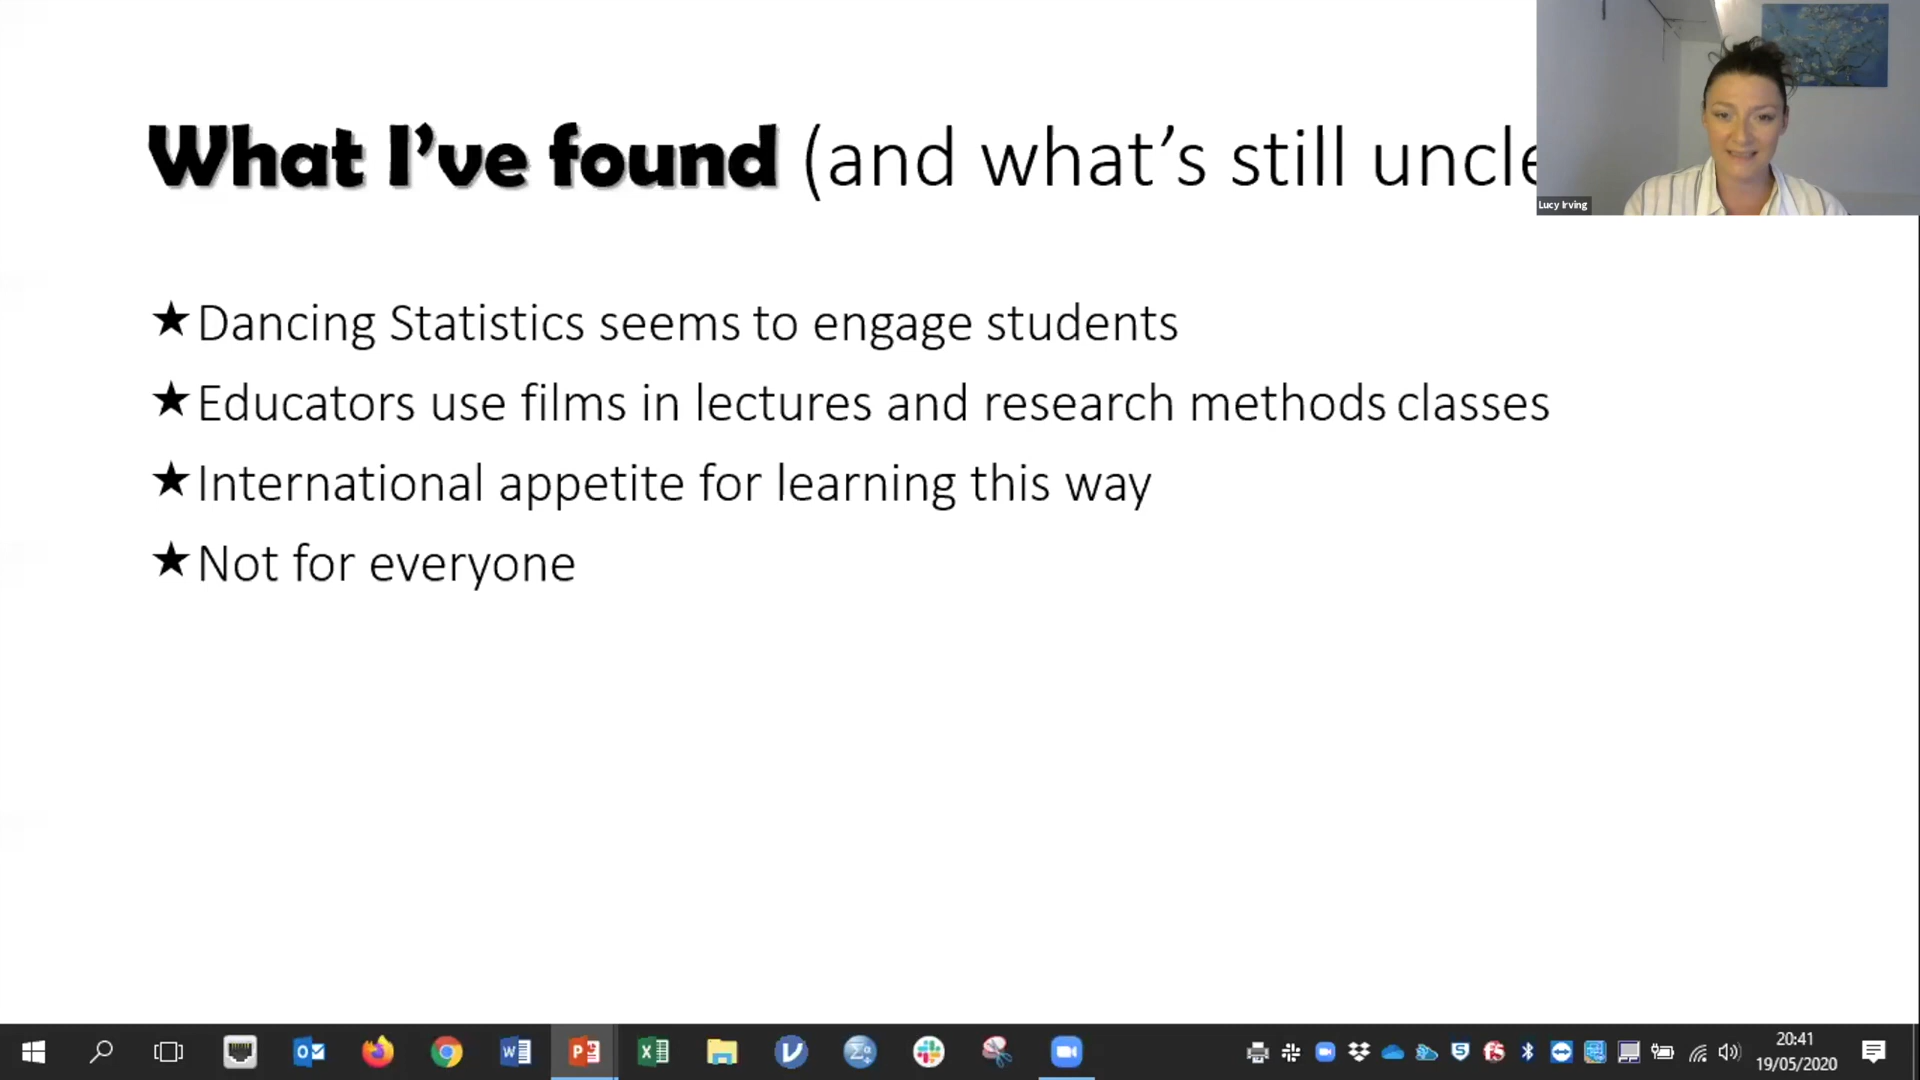 What I've found (and what's still uncle
Lucy Irving
★Dancing Statistics seems to engage students
★Educators use films in lectures and research methods classes
★International appetite for learning this way
★Not for everyone
20:41
19/05/2020